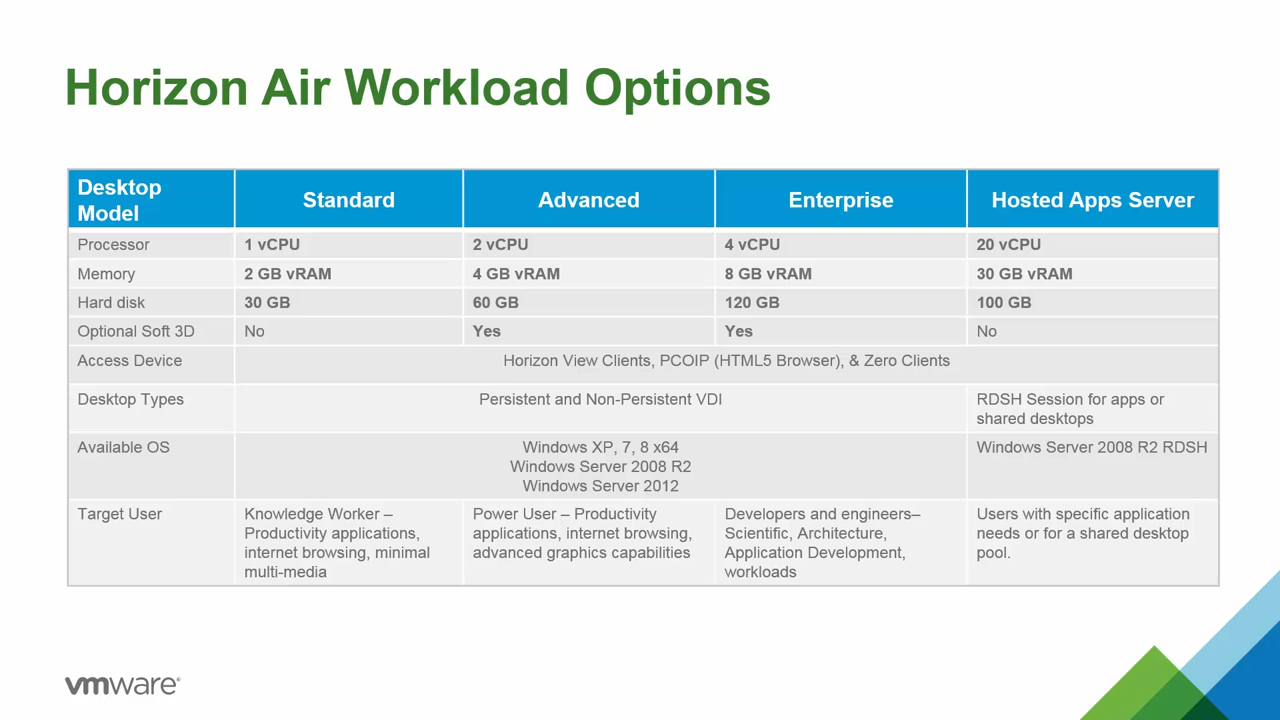 Horizon Air Workload Options
Desktop
Model
Standard
Advanced
Enterprise
Hosted Apps Server
Processor
1 vCPU
2 vCPU
4 vCPU
20 vCPU
Memory
2 GB vRAM
4 GB vRAM
8 GB vRAM
30 GB vRAM
Hard disk
30 GB
60 GB
120 GB
100 GB
Optional Soft 3D
No
Yes
Yes
No
Access Device
Horizon View Clients, PCOIP (HTML5 Browser), & Zero Clients
Desktop Types
Persistent and Non-Persistent VDI
RDSH Session for apps or
shared desktops
Available OS
Windows XP, 7, 8 x64
Windows Server 2008 R2
Windows Server 2012
Windows Server 2008 R2 RDSH
Target User
Knowledge Worker –
Productivity applications,
internet browsing, minimal
multi-media
Power User – Productivity
applications, internet browsing,
advanced graphics capabilities
Developers and engineers–
Scientific, Architecture,
Application Development,
workloads
Users with specific application
needs or for a shared desktop
pool.
vmware®